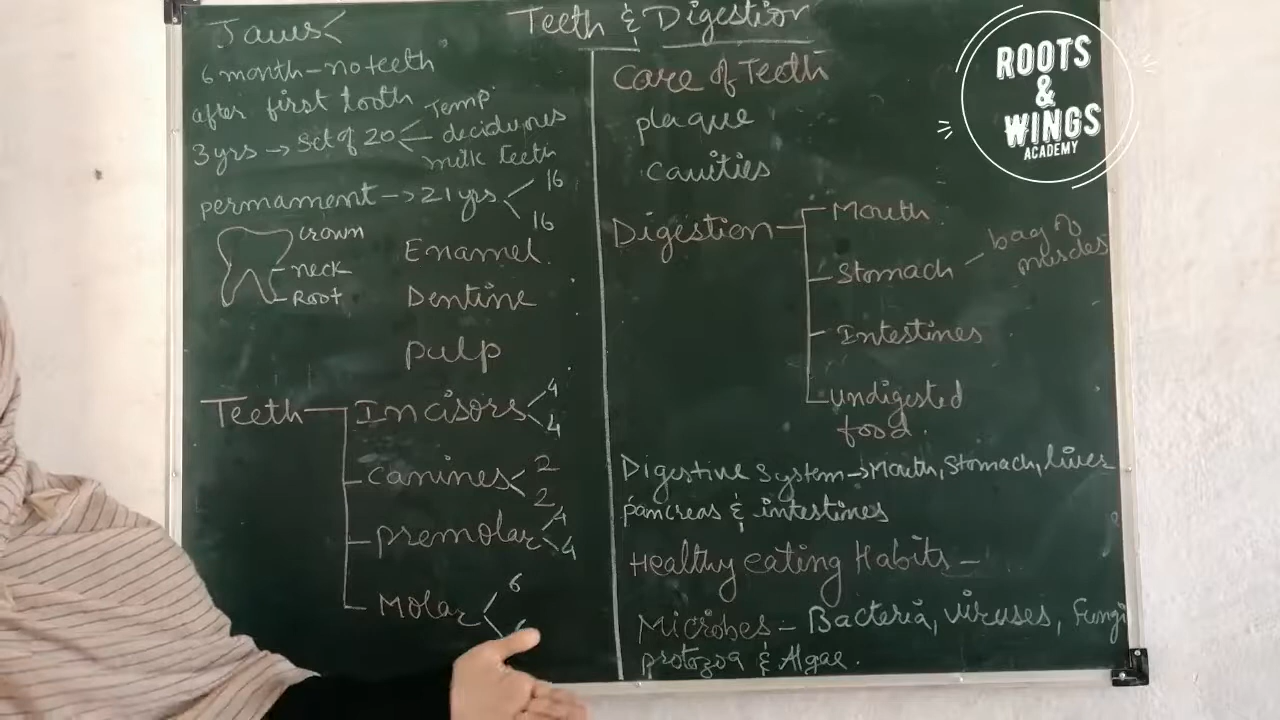 Teeth & Digestion
Jaws
6 month - no teeth
after first tooth
3 yrs → set of 20
Temp.
deciduous
milk teeth
permament → 21 yrs
16
16
crown
neck
Root
Enamel.
Dentine
pulp
Teeth
Incisors
4
4
canines
2
2
premolar
4
4
Molar
6
Care of Teeth
plaque
cavities
Digestion
Mouth
Stomach
bag of
muscles
Intestines
undigested
food.
Digestive System → Mouth, Stomach, liver
pancreas & intestines
Healthy eating Habits -
Microbes - Bacteria, viruses, Fungi
protozoa & Algae.
ROOTS
&
WINGS
ACADEMY